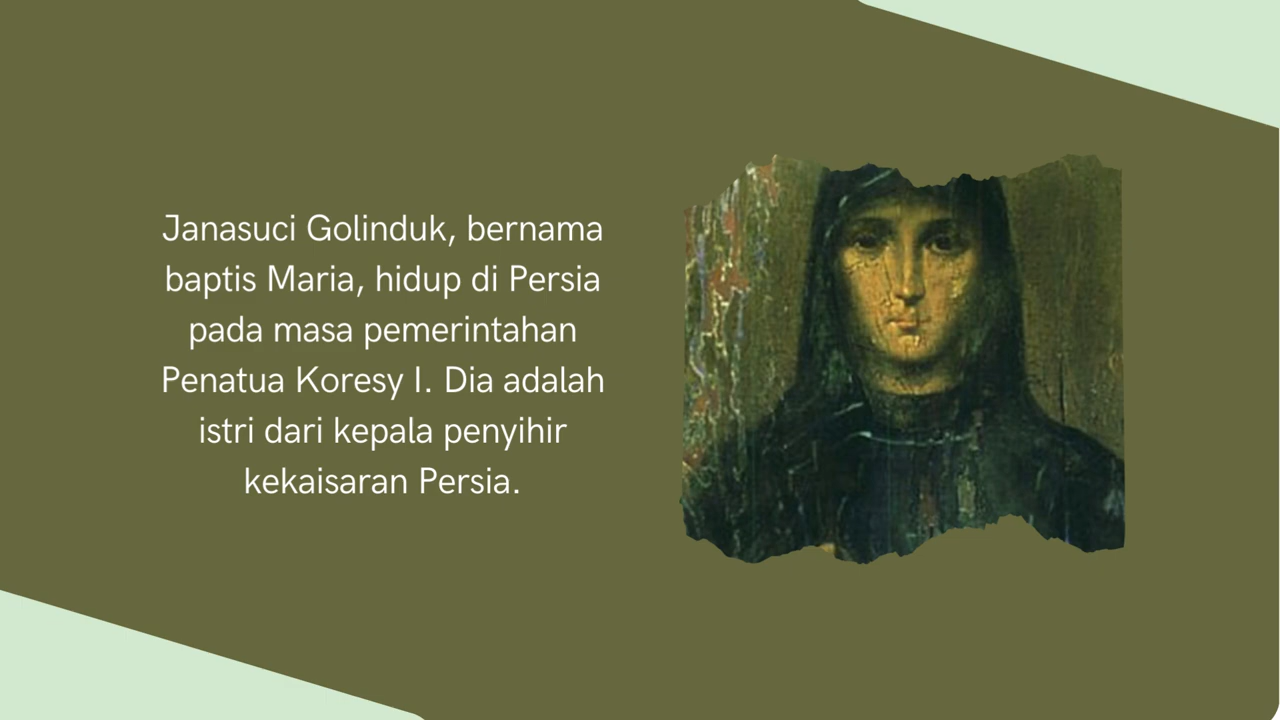 Janasuci Golinduk, bernama
baptis Maria, hidup di Persia
pada masa pemerintahan
Penatua Koresy I. Dia adalah
istri dari kepala penyihir
kekaisaran Persia.